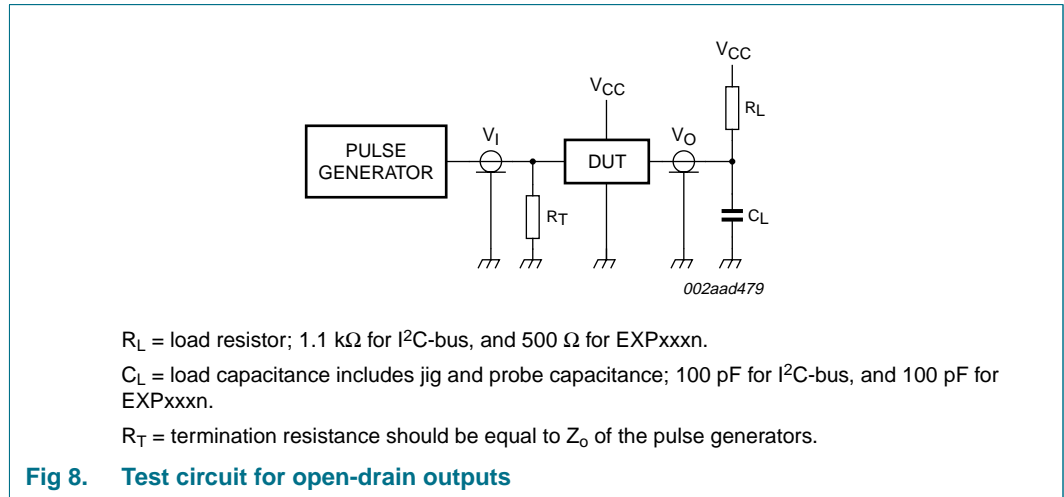 VCC
VCC
RL
VI
VO
PULSE
GENERATOR
DUT
RT
CL
002aad479
RL = load resistor; 1.1 kΩ for I2C-bus, and 500 Ω for EXPxxxn.
CL = load capacitance includes jig and probe capacitance; 100 pF for I2C-bus, and 100 pF for
EXPxxxn.
RT = termination resistance should be equal to Zo of the pulse generators.
Fig 8. Test circuit for open-drain outputs